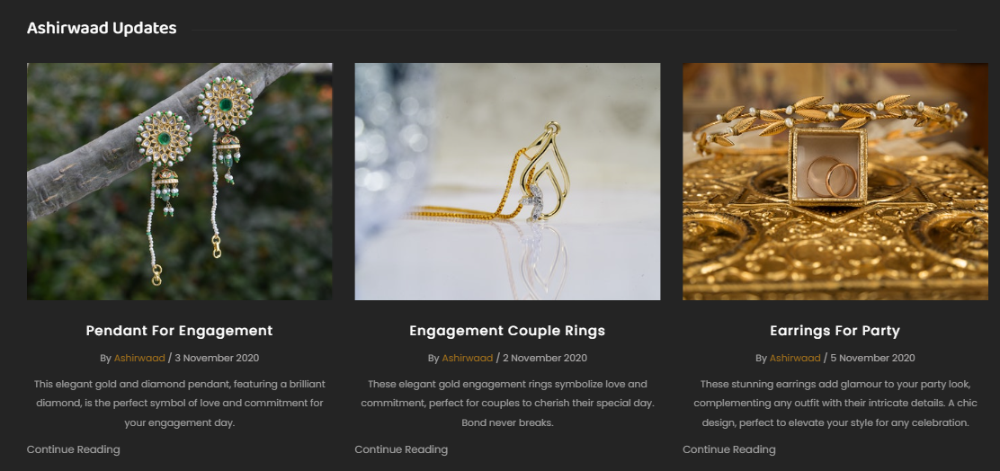 Ashirwaad Updates
Pendant For Engagement
By Ashirwaad / 3 November 2020
This elegant gold and diamond pendant, featuring a brilliant
diamond, is the perfect symbol of love and commitment for
your engagement day.
Continue Reading
Engagement Couple Rings
By Ashirwaad / 2 November 2020
These elegant gold engagement rings symbolize love and
commitment, perfect for couples to cherish their special day.
Bond never breaks.
Continue Reading
Earrings For Party
By Ashirwaad / 5 November 2020
These stunning earrings add glamour to your party look,
complementing any outfit with their intricate details. A chic
design, perfect to elevate your style for any celebration.
Continue Reading